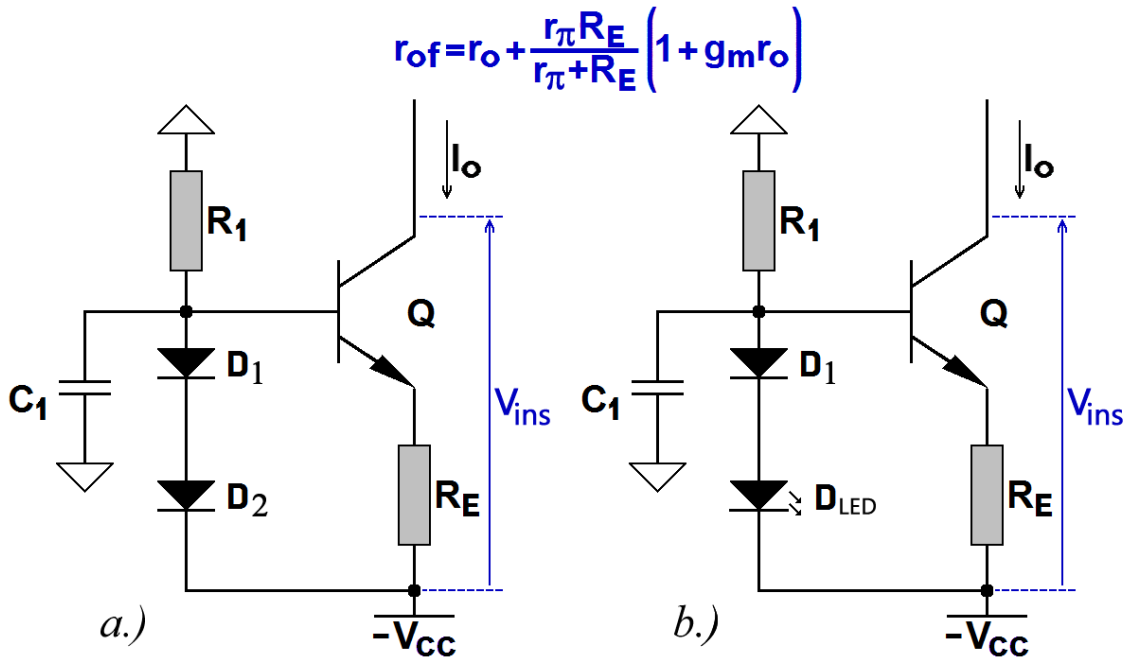 rof=ro+ rπRE / rπ+RE (1+gmro)
Io
R1
Q
D1
C1
Vins
D2
RE
a.)
-VCC
Io
R1
Q
D1
C1
Vins
DLED
RE
b.)
-VCC